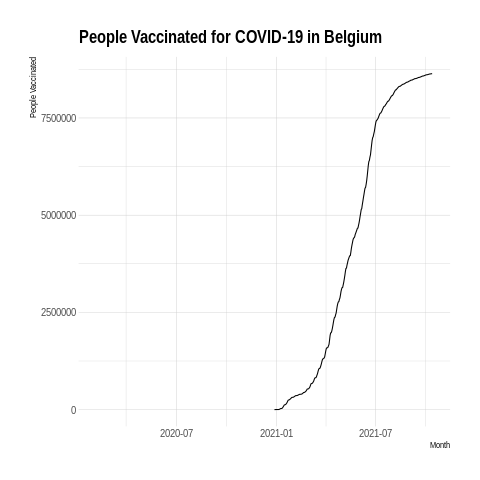 People Vaccinated for COVID-19 in Belgium
People Vaccinated
7500000
5000000
2500000
0
2020-07 2021-01 2021-07
Month